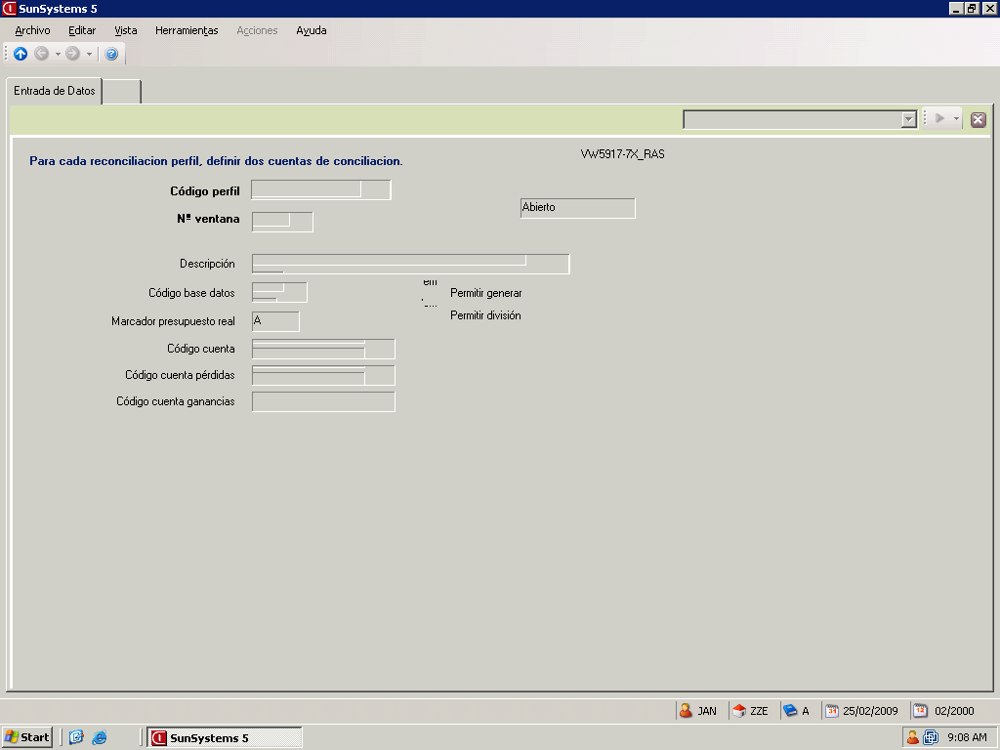 SunSystems 5
Archivo Editar Vista Herramientas Acciones Ayuda
Entrada de Datos
Para cada reconciliacion perfil, definir dos cuentas de conciliacion.
VW5917-7X_RAS
Código perfil
Abierto
Nº ventana
Descripción
Código base datos
Permitir generar
Permitir división
Marcador presupuesto real A
Código cuenta
Código cuenta pérdidas
Código cuenta ganancias
JAN ZZE A 25/02/2009 02/2000
Start SunSystems 5 9:08 AM